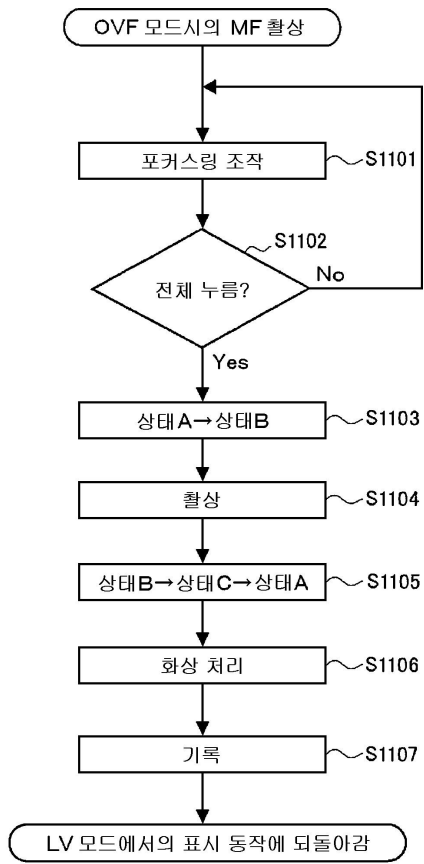 OVF 모드시의 MF 촬상
포커스링 조작
S1101
S1102
전체 누름?
No
Yes
상태A→상태B
S1103
촬상
S1104
상태B→상태C→상태A
S1105
화상 처리
S1106
기록
S1107
LV 모드에서의 표시 동작에 되돌아감